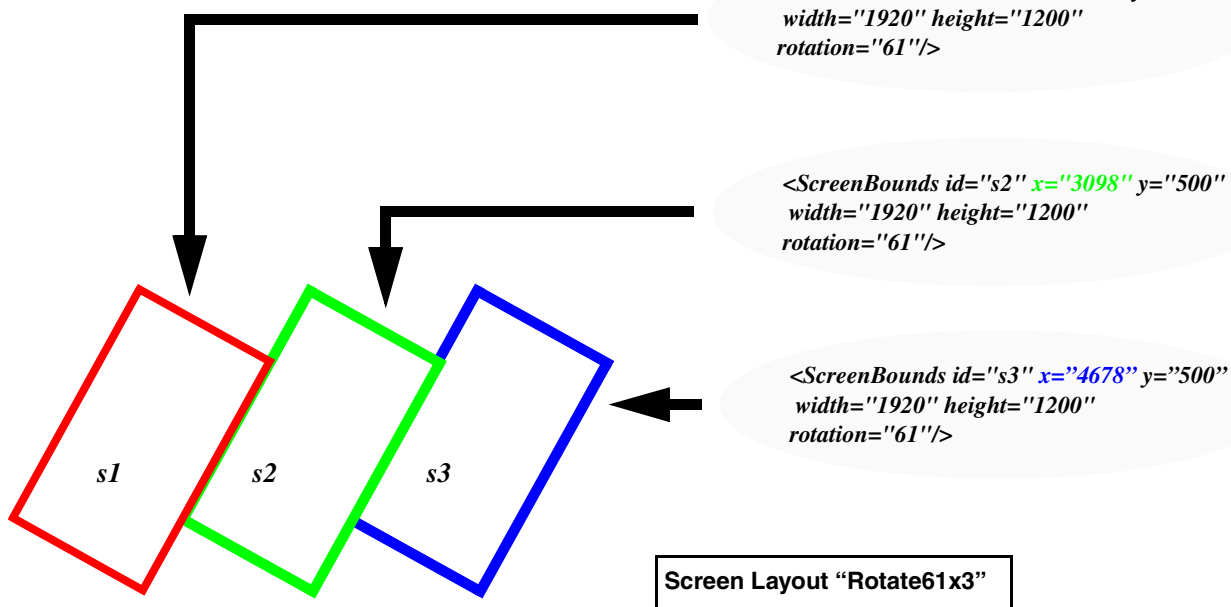 width="1920" height="1200"
rotation="61"/>
<ScreenBounds id="s2" x="3098" y="500"
width="1920" height="1200"
rotation="61"/>
<ScreenBounds id="s3" x=”4678” y=”500”
width="1920" height="1200"
rotation="61"/>
s1
s2
s3
Screen Layout “Rotate61x3”